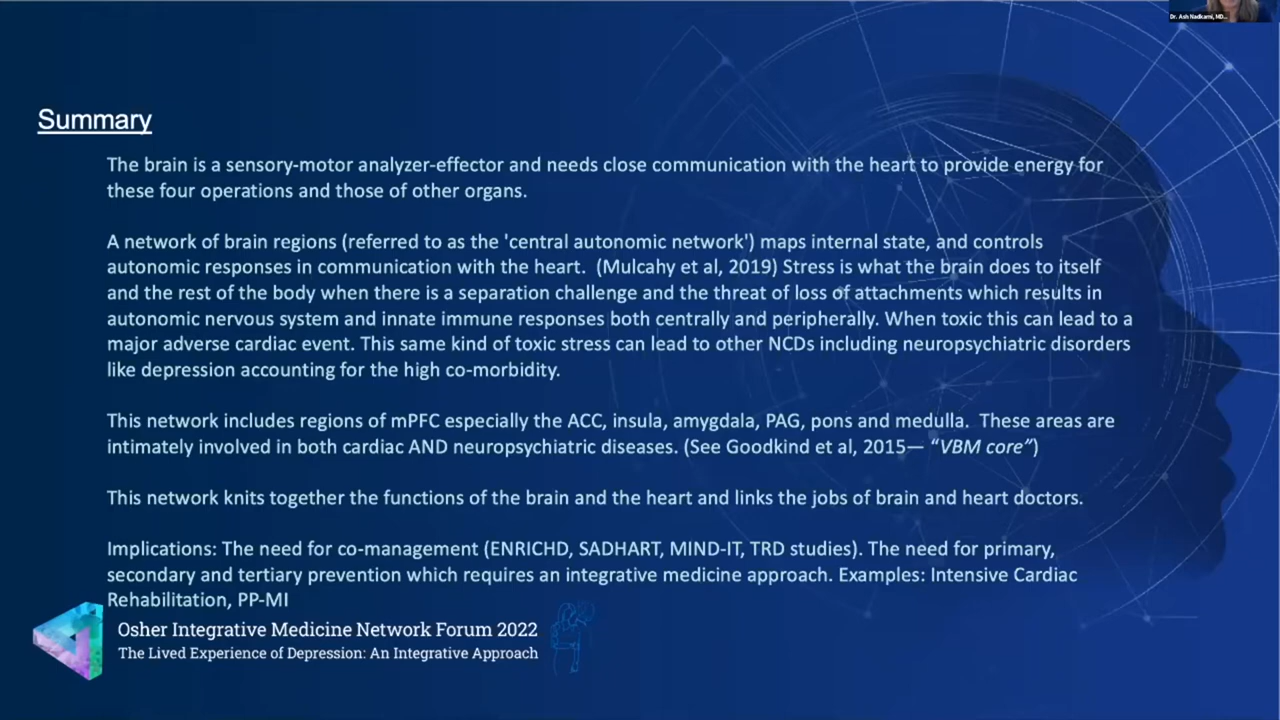 Dr. Ash Nadkarni, MD...
Summary
The brain is a sensory-motor analyzer-effector and needs close communication with the heart to provide energy for
these four operations and those of other organs.
A network of brain regions (referred to as the 'central autonomic network') maps internal state, and controls
autonomic responses in communication with the heart.  (Mulcahy et al, 2019) Stress is what the brain does to itself
and the rest of the body when there is a separation challenge and the threat of loss of attachments which results in
autonomic nervous system and innate immune responses both centrally and peripherally. When toxic this can lead to a
major adverse cardiac event. This same kind of toxic stress can lead to other NCDs including neuropsychiatric disorders
like depression accounting for the high co-morbidity.
This network includes regions of mPFC especially the ACC, insula, amygdala, PAG, pons and medulla.  These areas are
intimately involved in both cardiac AND neuropsychiatric diseases. (See Goodkind et al, 2015— “VBM core”)
This network knits together the functions of the brain and the heart and links the jobs of brain and heart doctors.
Implications: The need for co-management (ENRICHD, SADHART, MIND-IT, TRD studies). The need for primary,
secondary and tertiary prevention which requires an integrative medicine approach. Examples: Intensive Cardiac
Rehabilitation, PP-MI
Osher Integrative Medicine Network Forum 2022
The Lived Experience of Depression: An Integrative Approach